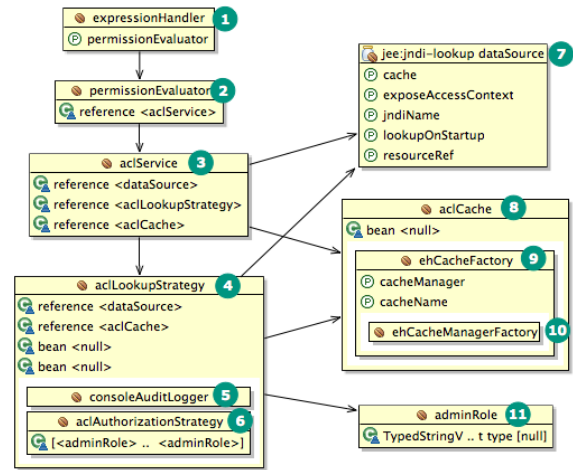 expressionHandler 1
permissionEvaluator
permissionEvaluator 2
reference <aclService>
aclService 3
reference <dataSource>
reference <aclLookupStrategy>
reference <aclCache>
aclLookupStrategy 4
reference <dataSource>
reference <aclCache>
bean <null>
bean <null>
consoleAuditLogger 5
aclAuthorizationStrategy 6
[<adminRole> .. <adminRole>]
jee:jndi-lookup dataSource 7
P cache
P exposeAccessContext
P jndiName
P lookupOnStartup
P resourceRef
aclCache 8
bean <null>
ehCacheFactory 9
P cacheManager
P cacheName
ehCacheManagerFactory 10
adminRole 11
TypedStringV .. t type [null]